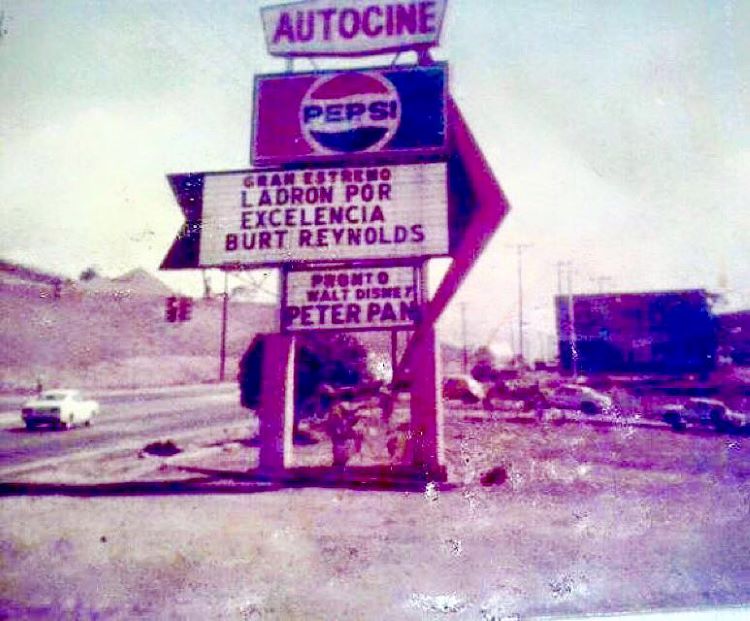 AUTOCINE
PEPSI
GRAN ESTRENO
LADRON POR
EXCELENCIA
BURT REYNOLDS
PRONTO
WALT DISNEY
PETER PAN